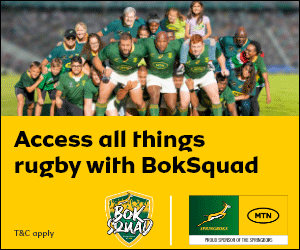 Access all things
rugby with BokSquad
T&C apply
BOK
SQUAD
SPRINGBOKS
MTN
PROUD SPONSOR OF THE SPRINGBOKS